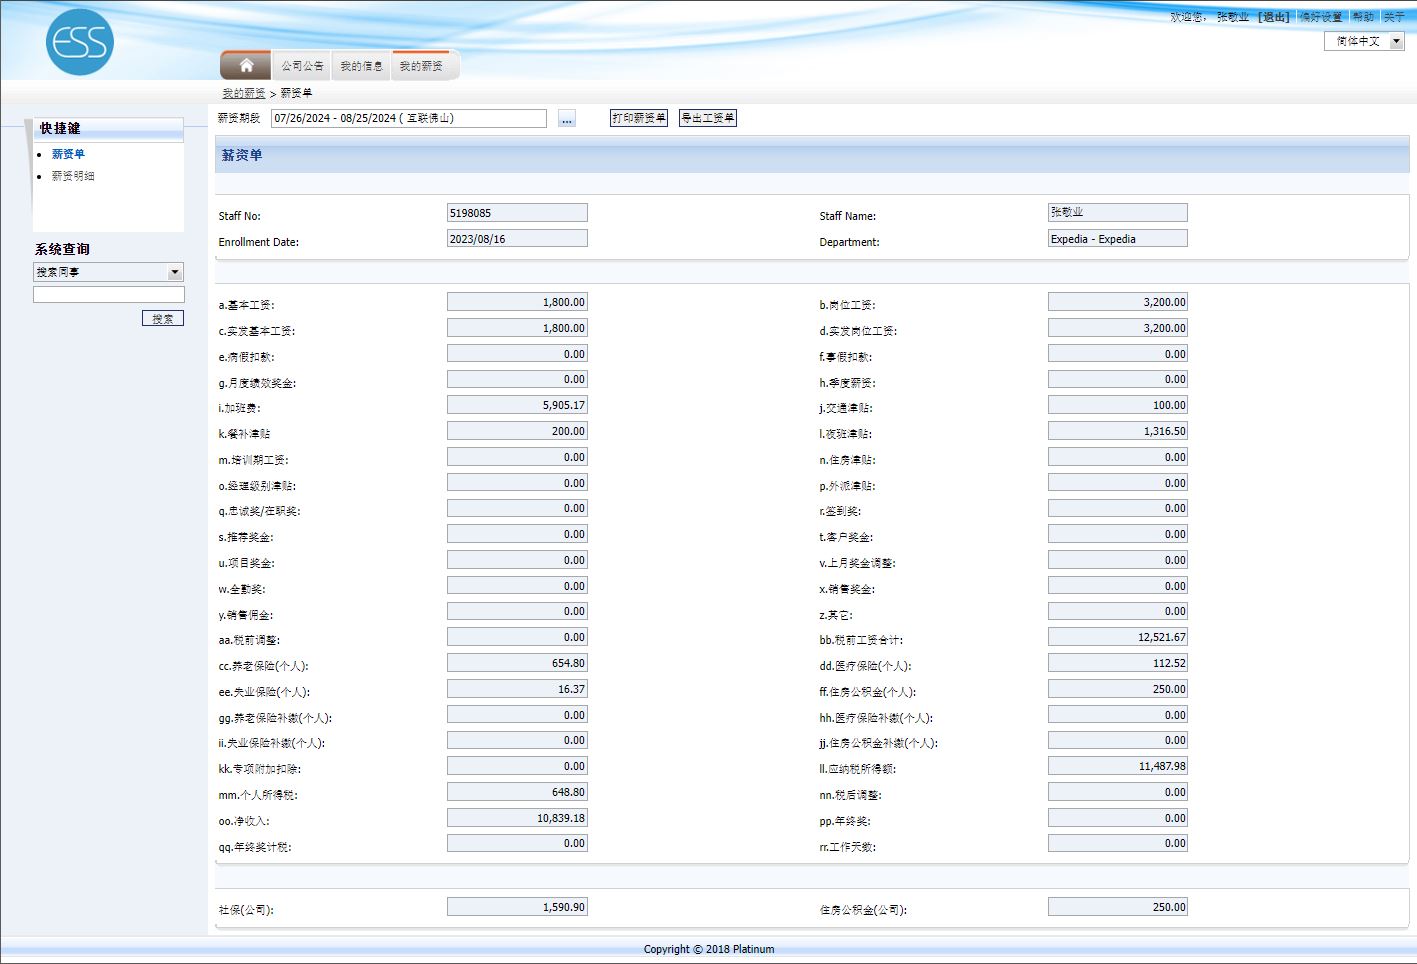 ESS
欢迎您， 张敬业 [退出] 偏好设置 帮助 关于
简体中文
公司公告 我的信息 我的薪资
我的薪资 > 薪资单
快捷键
薪资单
薪资明细
系统查询
搜索同事
搜索
薪资期段 07/26/2024 - 08/25/2024 ( 互联佛山) ... 打印薪资单 导出工资单
薪资单
Staff No: 5198085 Staff Name: 张敬业
Enrollment Date: 2023/08/16 Department: Expedia - Expedia
a.基本工资: 1,800.00 b.岗位工资: 3,200.00
c.实发基本工资: 1,800.00 d.实发岗位工资: 3,200.00
e.病假扣款: 0.00 f.事假扣款: 0.00
g.月度绩效奖金: 0.00 h.季度薪资: 0.00
i.加班费: 5,905.17 j.交通津贴: 100.00
k.餐补津贴 200.00 l.夜班津贴: 1,316.50
m.培训期工资: 0.00 n.住房津贴: 0.00
o.经理级别津贴: 0.00 p.外派津贴: 0.00
q.忠诚奖/在职奖: 0.00 r.签到奖: 0.00
s.推荐奖金: 0.00 t.客户奖金: 0.00
u.项目奖金: 0.00 v.上月奖金调整: 0.00
w.全勤奖: 0.00 x.销售奖金: 0.00
y.销售佣金: 0.00 z.其它: 0.00
aa.税前调整: 0.00 bb.税前工资合计: 12,521.67
cc.养老保险(个人): 654.80 dd.医疗保险(个人): 112.52
ee.失业保险(个人): 16.37 ff.住房公积金(个人): 250.00
gg.养老保险补缴(个人): 0.00 hh.医疗保险补缴(个人): 0.00
ii.失业保险补缴(个人): 0.00 jj.住房公积金补缴(个人): 0.00
kk.专项附加扣除: 0.00 ll.应纳税所得额: 11,487.98
mm.个人所得税: 648.80 nn.税后调整: 0.00
oo.净收入: 10,839.18 pp.年终奖: 0.00
qq.年终奖计税: 0.00 rr.工作天数: 0.00
社保(公司): 1,590.90 住房公积金(公司): 250.00
Copyright © 2018 Platinum